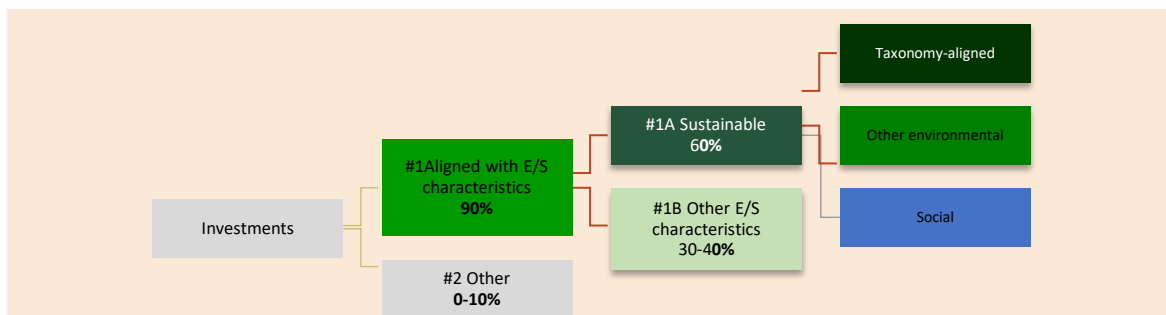 Investments
#1Aligned with E/S
characteristics
90%
#2 Other
0-10%
#1A Sustainable
60%
#1B Other E/S
characteristics
30-40%
Taxonomy-aligned
Other environmental
Social